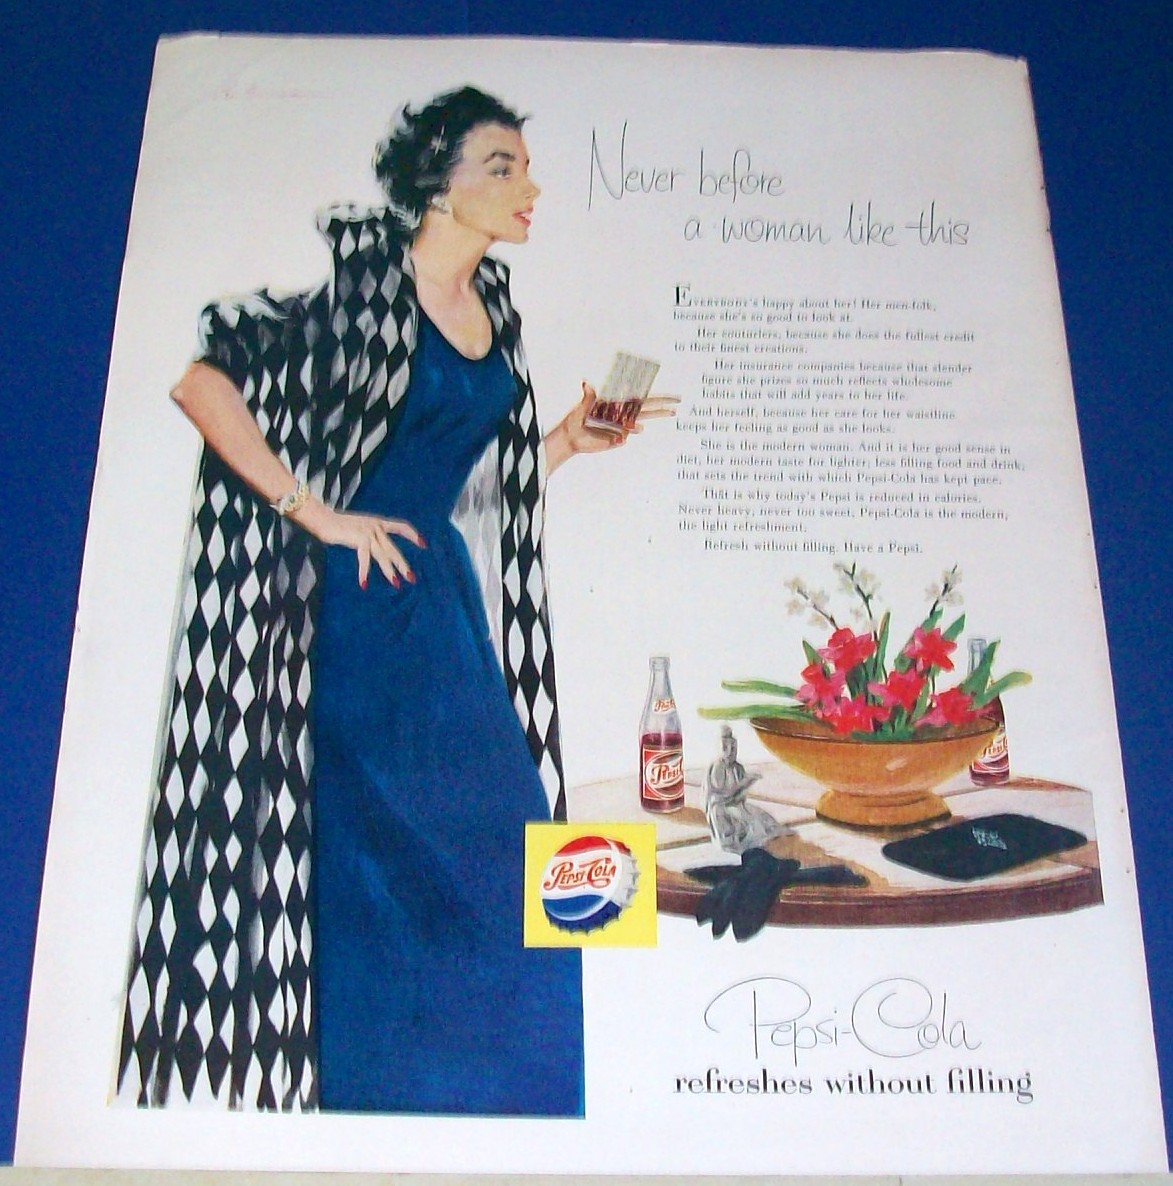 Never before
a woman like this
Everybody's happy about her! Her men-folk,
because she's so good to look at.
Her couturiers, because she does the fullest credit
to their finest creations.
Her insurance companies because that slender
figure she prizes so much reflects wholesome
habits that will add years to her life.
And herself, because her care for her waistline
keeps her feeling as good as she looks.
She is the modern woman. And it is her good sense in
diet, her modern taste for lighter, less filling food and drink,
that sets the trend with which Pepsi-Cola has kept pace.
That is why today's Pepsi is reduced in calories.
Never heavy, never too sweet, Pepsi-Cola is the modern,
the light refreshment.
Refresh without filling. Have a Pepsi.
Pepsi-Cola
Pepsi-Cola
refreshes without filling